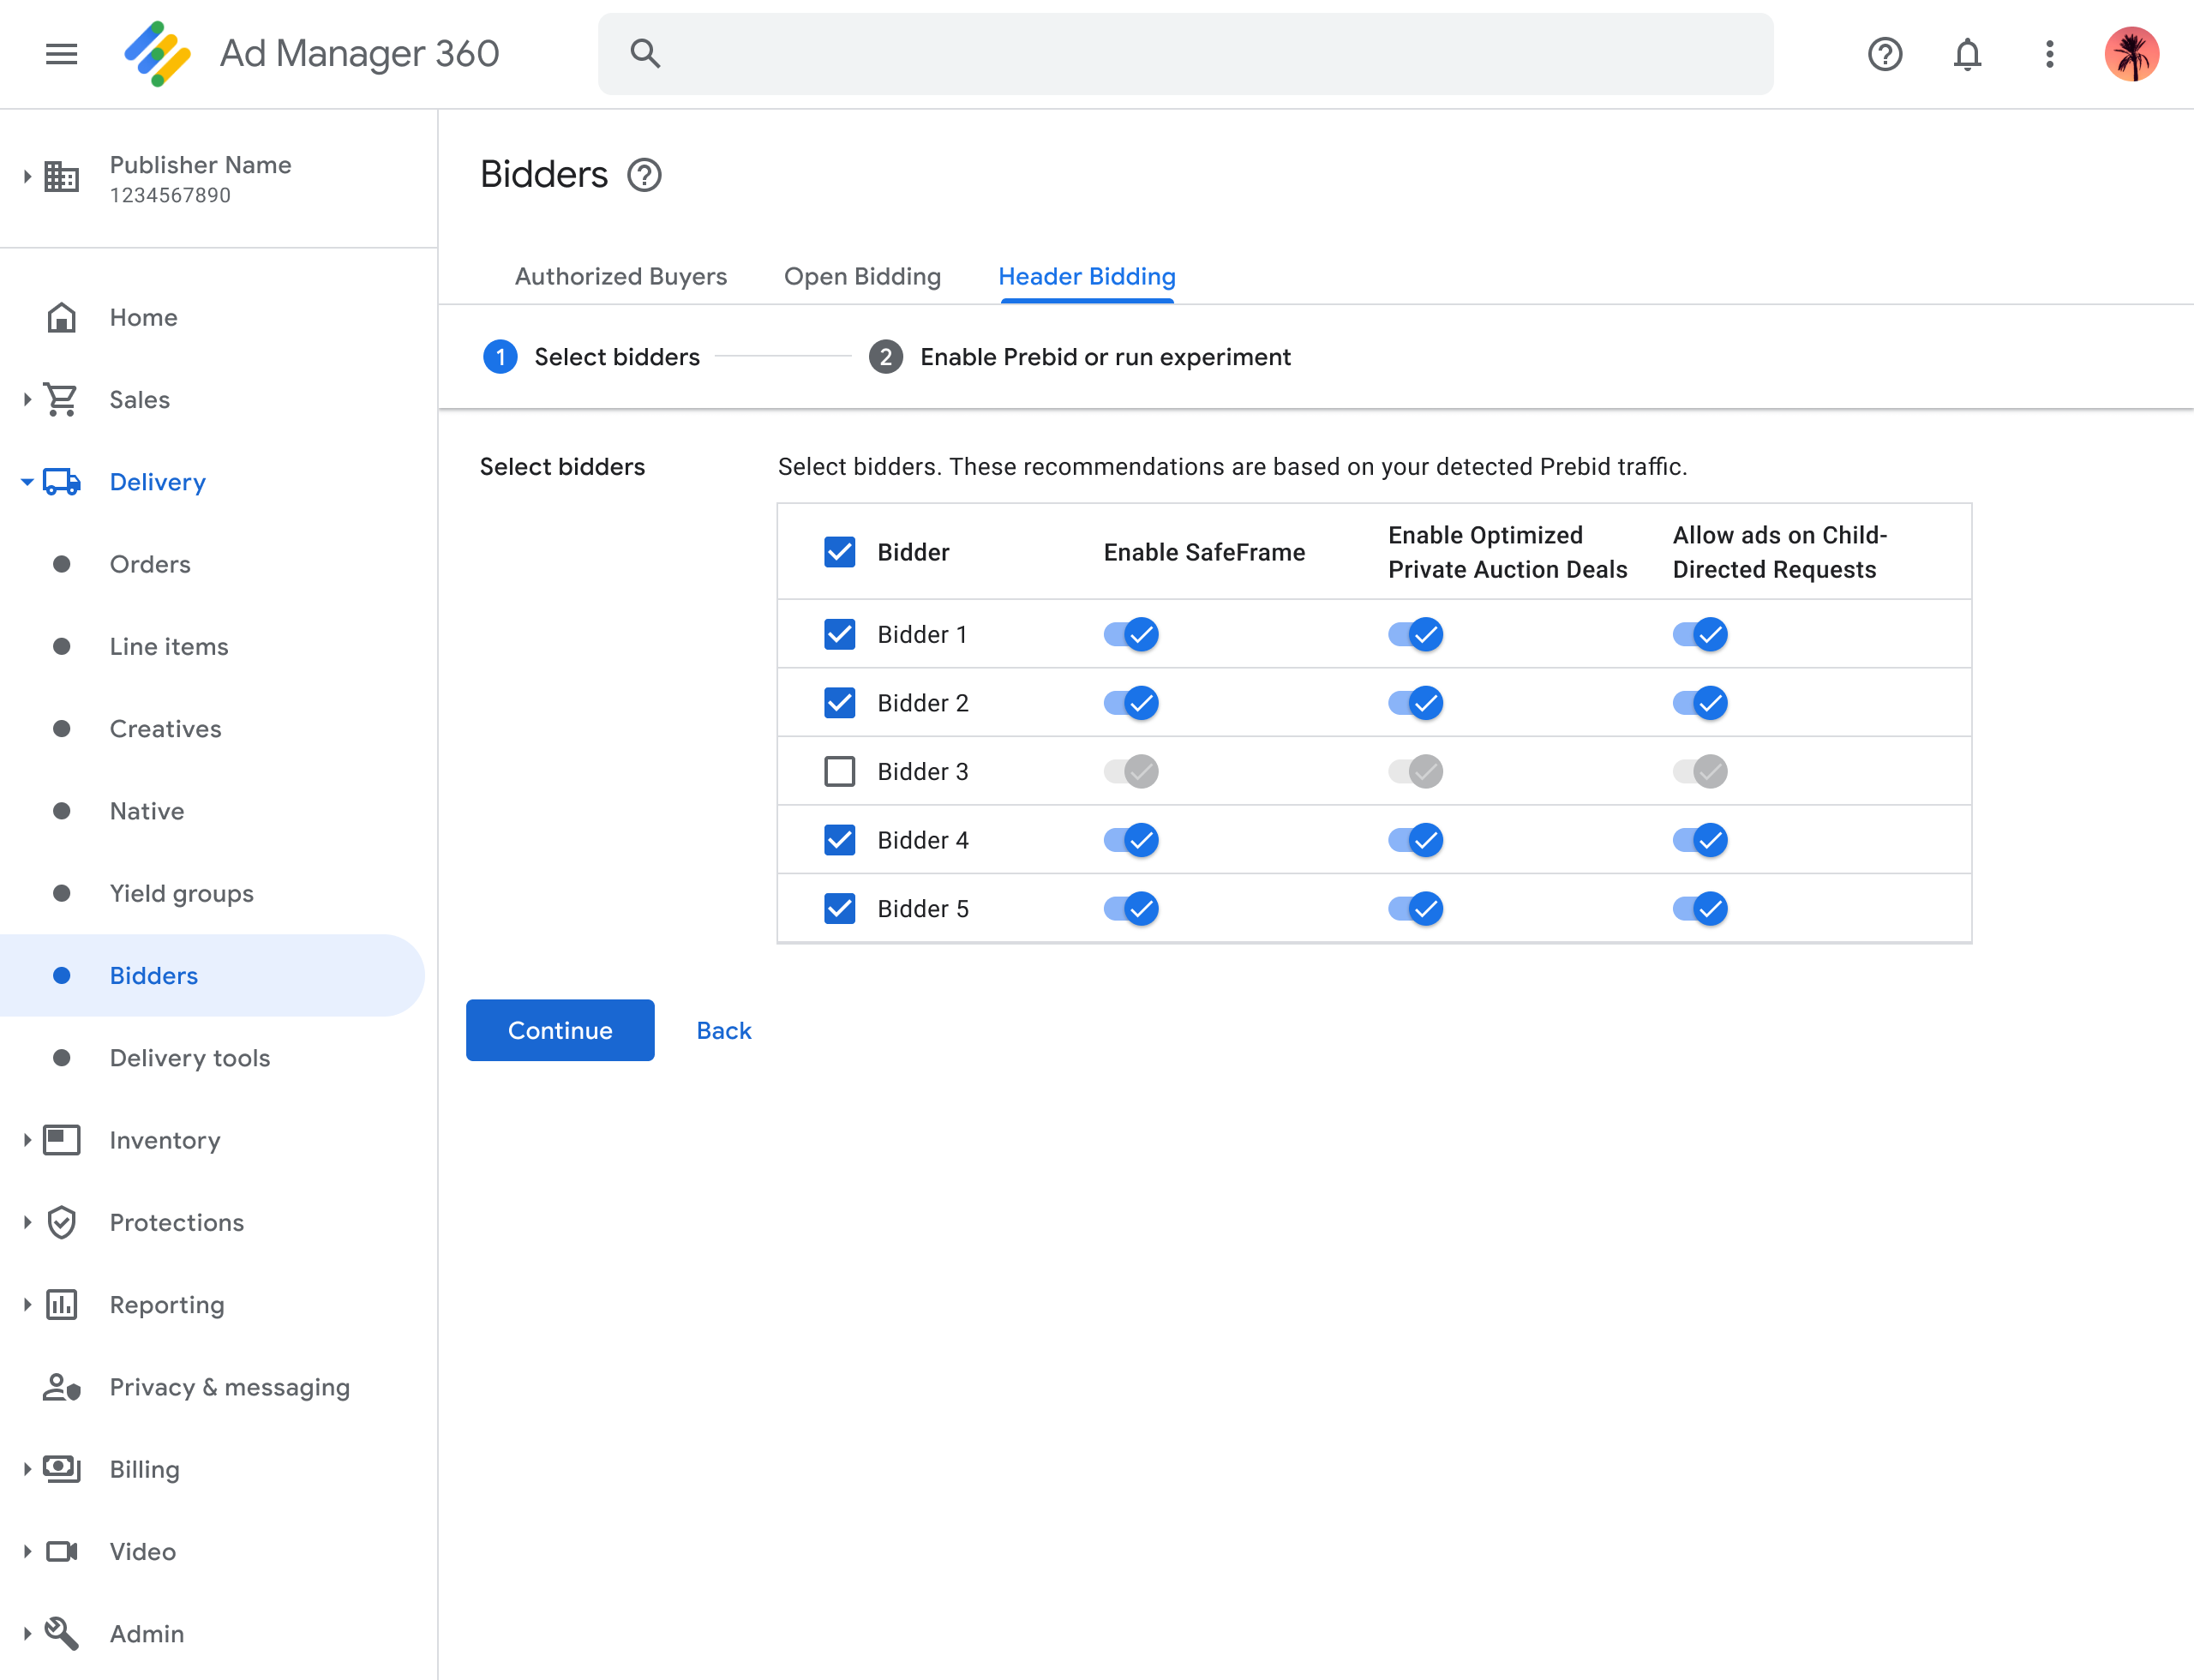 Ad Manager 360
Publisher Name
1234567890
Home
Sales
Delivery
Orders
Line items
Creatives
Native
Yield groups
Bidders
Delivery tools
Inventory
Protections
Reporting
Privacy & messaging
Billing
Video
Admin
Bidders
Authorized Buyers
Open Bidding
Header Bidding
1 Select bidders
2 Enable Prebid or run experiment
Select bidders
Select bidders. These recommendations are based on your detected Prebid traffic.
Bidder
Enable SafeFrame
Enable Optimized
Private Auction Deals
Allow ads on Child-
Directed Requests
Bidder 1
Bidder 2
Bidder 3
Bidder 4
Bidder 5
Continue
Back